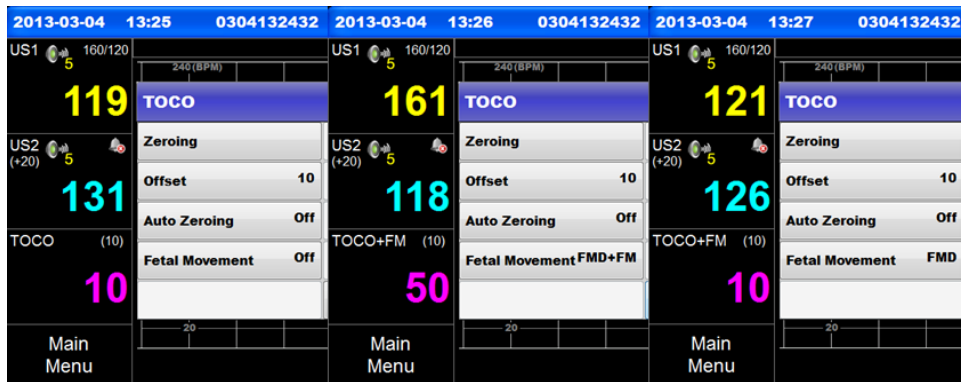 2013-03-04 13:25 0304132432
US1 160/120
5
240(BPM)
119
TOCO
US2
(+20) 5
131
Zeroing
Offset 10
Auto Zeroing Off
TOCO (10)
Fetal Movement Off
10
20
Main
Menu
2013-03-04 13:26 0304132432
US1 160/120
5
240(BPM)
161
TOCO
US2
(+20) 5
118
Zeroing
Offset 10
Auto Zeroing Off
TOCO+FM (10)
Fetal Movement FMD+FM
50
20
Main
Menu
2013-03-04 13:27 0304132432
US1 160/120
5
240(BPM)
121
TOCO
US2
(+20) 5
126
Zeroing
Offset 10
Auto Zeroing Off
TOCO+FM (10)
Fetal Movement FMD
10
20
Main
Menu